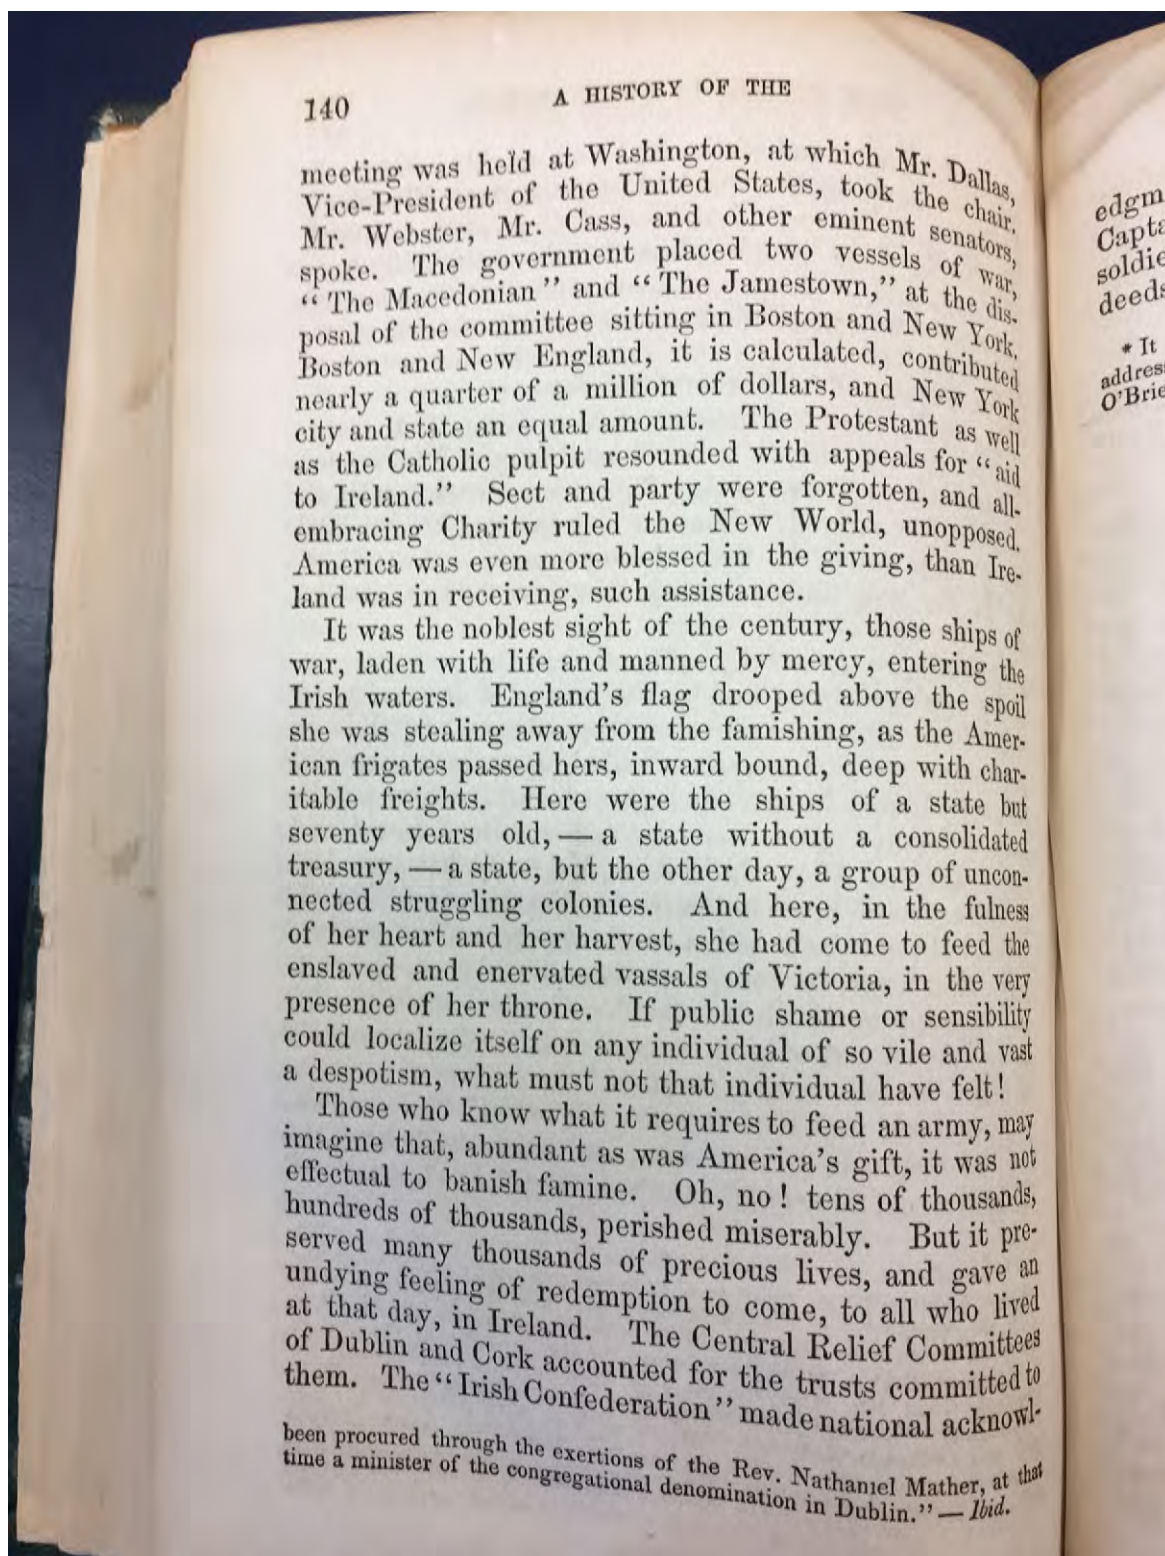 140
A HISTORY OF THE
meeting was held at Washington, at which Mr. Dallas,
Vice-President of the United States, took the chair.
Mr. Webster, Mr. Cass, and other eminent senators,
spoke. The government placed two vessels of war,
“ The Macedonian ” and “ The Jamestown,” at the dis-
posal of the committee sitting in Boston and New York.
Boston and New England, it is calculated, contributed
nearly a quarter of a million of dollars, and New York
city and state an equal amount. The Protestant as well
as the Catholic pulpit resounded with appeals for “ aid
to Ireland.” Sect and party were forgotten, and all-
embracing Charity ruled the New World, unopposed.
America was even more blessed in the giving, than Ire-
land was in receiving, such assistance.
It was the noblest sight of the century, those ships of
war, laden with life and manned by mercy, entering the
Irish waters. England’s flag drooped above the spoil
she was stealing away from the famishing, as the Amer-
ican frigates passed hers, inward bound, deep with char-
itable freights. Here were the ships of a state but
seventy years old, — a state without a consolidated
treasury, — a state, but the other day, a group of uncon-
nected struggling colonies. And here, in the fulness
of her heart and her harvest, she had come to feed the
enslaved and enervated vassals of Victoria, in the very
presence of her throne. If public shame or sensibility
could localize itself on any individual of so vile and vast
a despotism, what must not that individual have felt!
Those who know what it requires to feed an army, may
imagine that, abundant as was America’s gift, it was not
effectual to banish famine. Oh, no! tens of thousands,
hundreds of thousands, perished miserably. But it pre-
served many thousands of precious lives, and gave an
undying feeling of redemption to come, to all who lived
at that day, in Ireland. The Central Relief Committees
of Dublin and Cork accounted for the trusts committed to
them. The “ Irish Confederation ” made national acknowl-
been procured through the exertions of the Rev. Nathaniel Mather, at that
time a minister of the congregational denomination in Dublin.” — Ibid.
edgm
Capta
soldie
deeds
* It
address
O’Brie